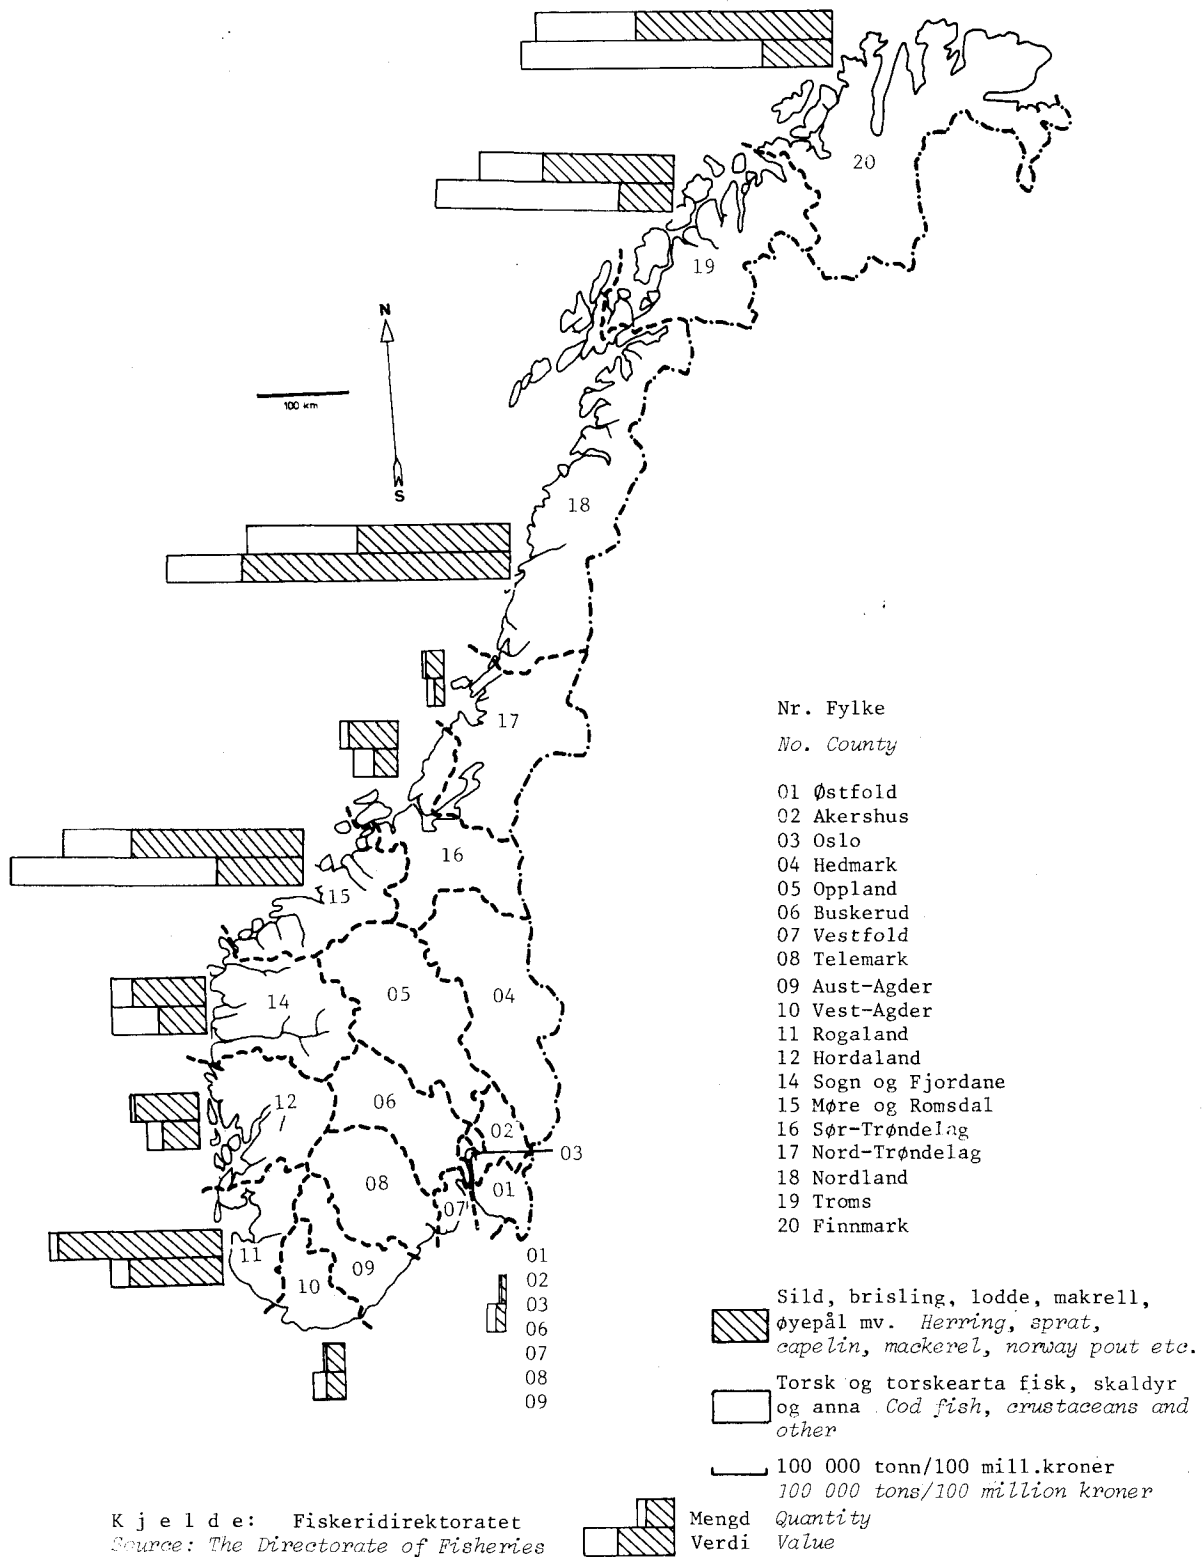 20
19
N
100 km
S
18
17
16
15
14
05
04
12
06
02
03
08
01
07
11
09
10
01
02
03
06
07
08
09
Nr. Fylke
No. County
01 Østfold
02 Akershus
03 Oslo
04 Hedmark
05 Oppland
06 Buskerud
07 Vestfold
08 Telemark
09 Aust-Agder
10 Vest-Agder
11 Rogaland
12 Hordaland
14 Sogn og Fjordane
15 Møre og Romsdal
16 Sør-Trøndelag
17 Nord-Trøndelag
18 Nordland
19 Troms
20 Finnmark
Sild, brisling, lodde, makrell,
øyepål mv. Herring, sprat,
capelin, mackerel, norway pout etc.
Torsk og torskearta fisk, skaldyr
og anna Cod fish, crustaceans and
other
100 000 tonn/100 mill.kroner
100 000 tons/100 million kroner
Mengd Quantity
Verdi Value
Kjelde: Fiskeridirektoratet
Source: The Directorate of Fisheries